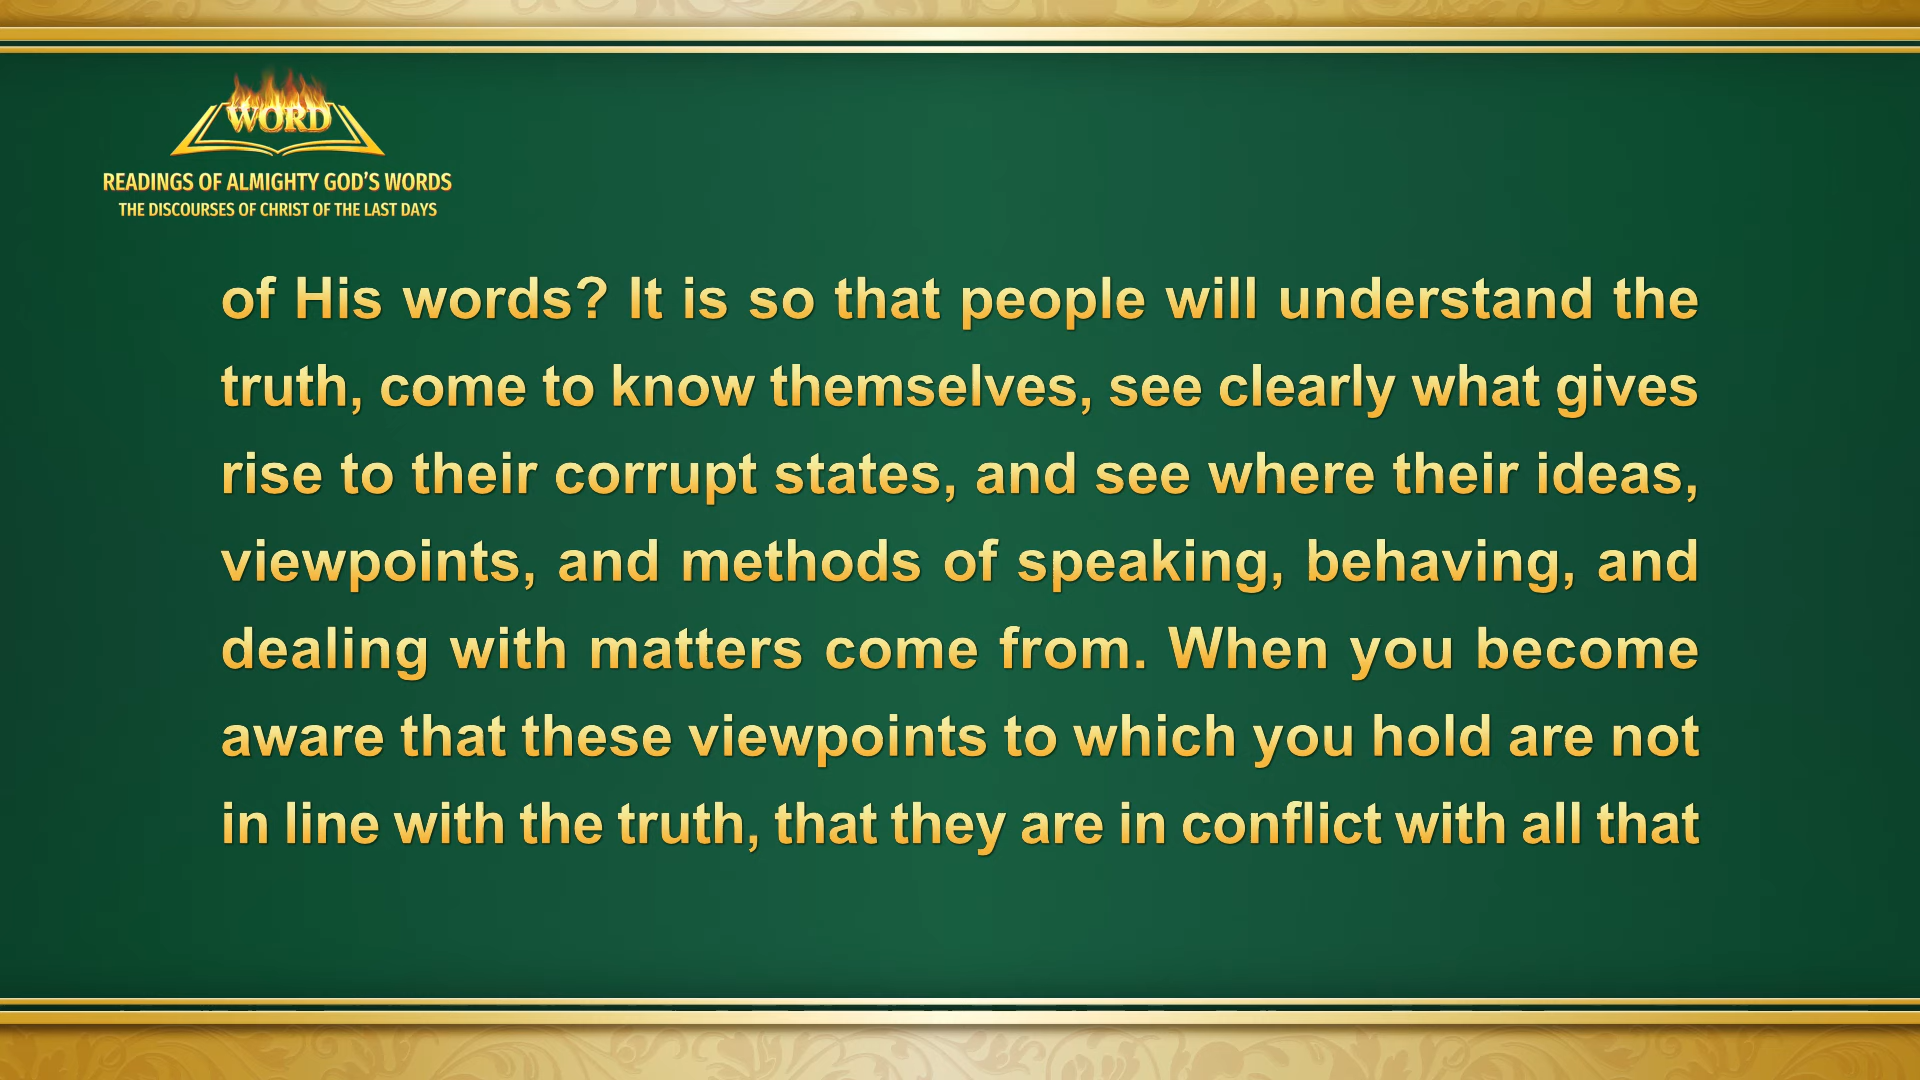 WORD
READINGS OF ALMIGHTY GOD'S WORDS
THE DISCOURSES OF CHRIST OF THE LAST DAYS
of His words? It is so that people will understand the
truth, come to know themselves, see clearly what gives
rise to their corrupt states, and see where their ideas,
viewpoints, and methods of speaking, behaving, and
dealing with matters come from. When you become
aware that these viewpoints to which you hold are not
in line with the truth, that they are in conflict with all that